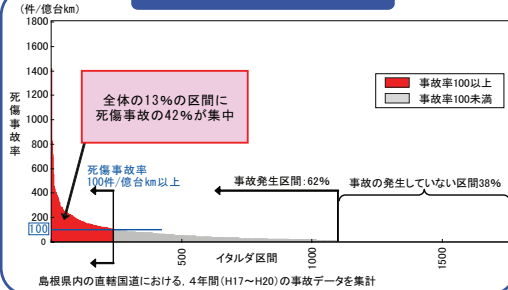 (件/億台km)
1800
1600
1400
1200
1000
800
600
400
200
100
0
死傷事故率
全体の13%の区間に
死傷事故の42%が集中
事故率100以上
事故率100未満
死傷事故率
100件/億台km以上
事故発生区間:62%
事故の発生していない区間38%
500
1000
1500
イタルダ区間
島根県内の直轄国道における、4年間(H17~H20)の事故データを集計